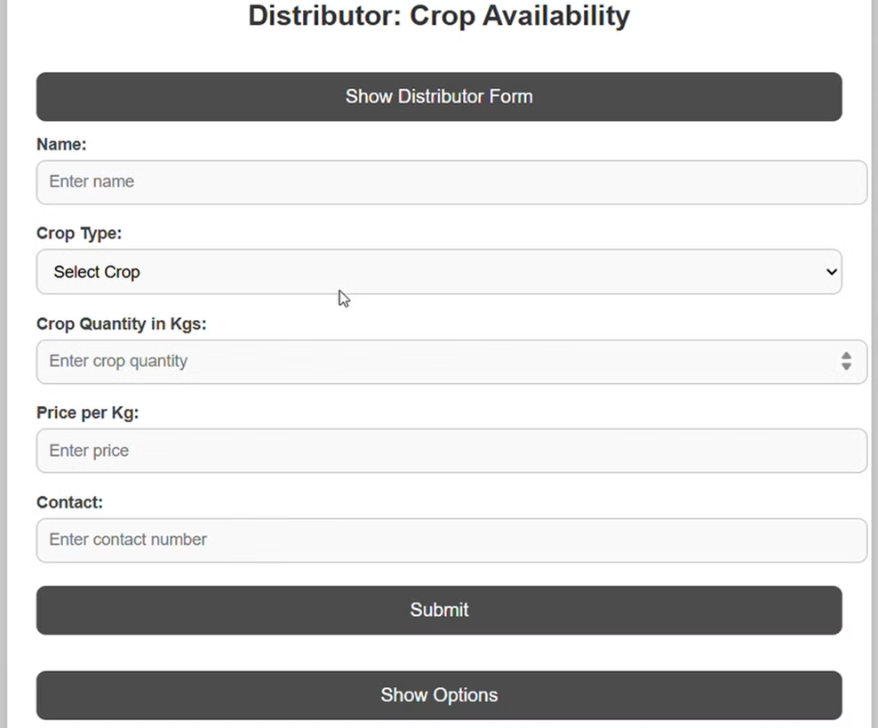 Distributor: Crop Availability
Show Distributor Form
Name:
Enter name
Crop Type:
Select Crop
Crop Quantity in Kgs:
Enter crop quantity
Price per Kg:
Enter price
Contact:
Enter contact number
Submit
Show Options